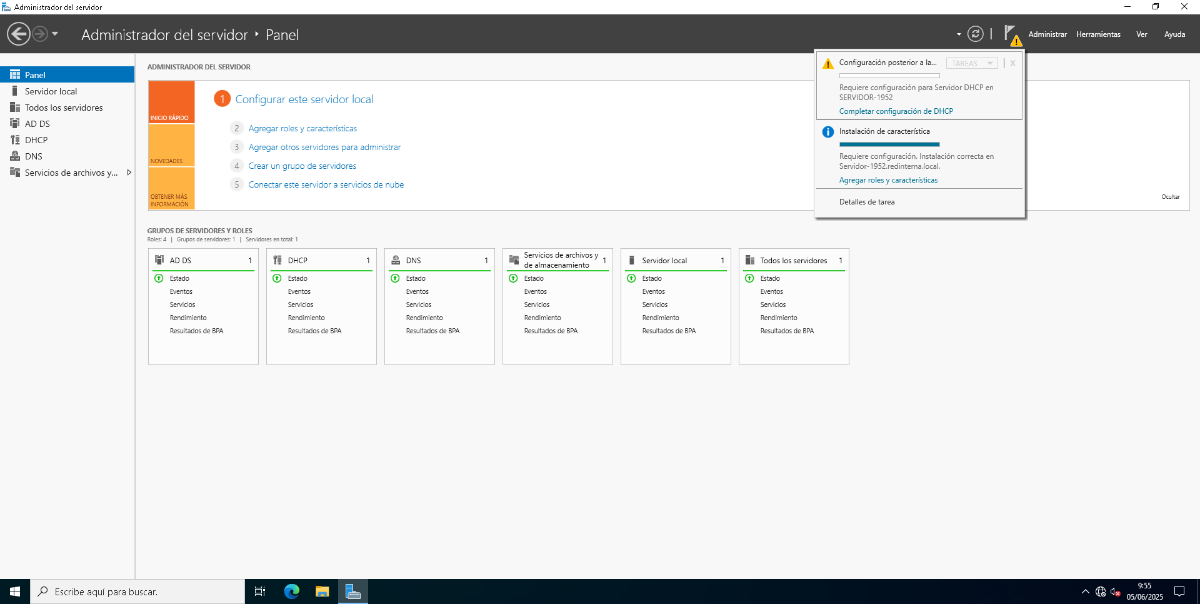 Administrador del servidor
Administrador del servidor ‣ Panel
Administrar Herramientas Ver Ayuda
Panel
Servidor local
Todos los servidores
AD DS
DHCP
DNS
Servicios de archivos y...
ADMINISTRADOR DEL SERVIDOR
INICIO RÁPIDO
NOVEDADES
OBTENER MÁS
INFORMACIÓN
1 Configurar este servidor local
2 Agregar roles y características
3 Agregar otros servidores para administrar
4 Crear un grupo de servidores
5 Conectar este servidor a servicios de nube
Configuración posterior a la... TAREAS X
Requiere configuración para Servidor DHCP en
SERVIDOR-1952
Completar configuración de DHCP
Instalación de característica
Requiere configuración. Instalación correcta en
Servidor-1952.redinterna.local.
Agregar roles y características
Detalles de tarea
Ocultar
GRUPOS DE SERVIDORES Y ROLES
Roles: 4 | Grupos de servidores: 1 | Servidores en total: 1
AD DS 1
Estado
Eventos
Servicios
Rendimiento
Resultados de BPA
DHCP 1
Estado
Eventos
Servicios
Rendimiento
Resultados de BPA
DNS 1
Estado
Eventos
Servicios
Rendimiento
Resultados de BPA
Servicios de archivos y
de almacenamiento 1
Estado
Eventos
Servicios
Rendimiento
Resultados de BPA
Servidor local 1
Estado
Eventos
Servicios
Rendimiento
Resultados de BPA
Todos los servidores 1
Estado
Eventos
Servicios
Rendimiento
Resultados de BPA
Escribe aquí para buscar.
9:55
05/06/2025